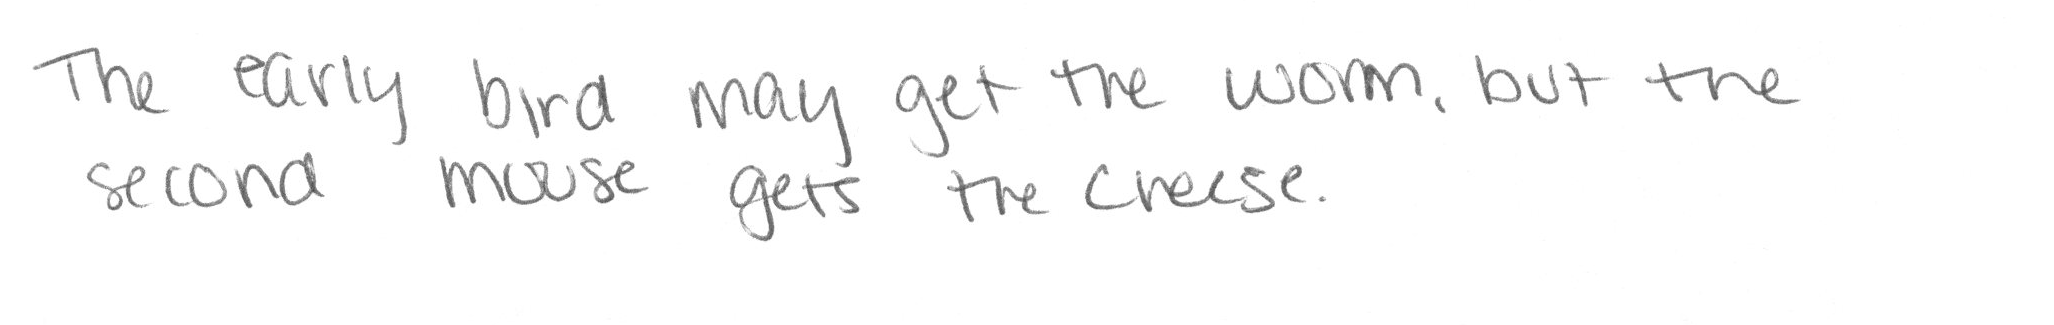 The early bird may get the worm, but the
second mouse gets the cheese.